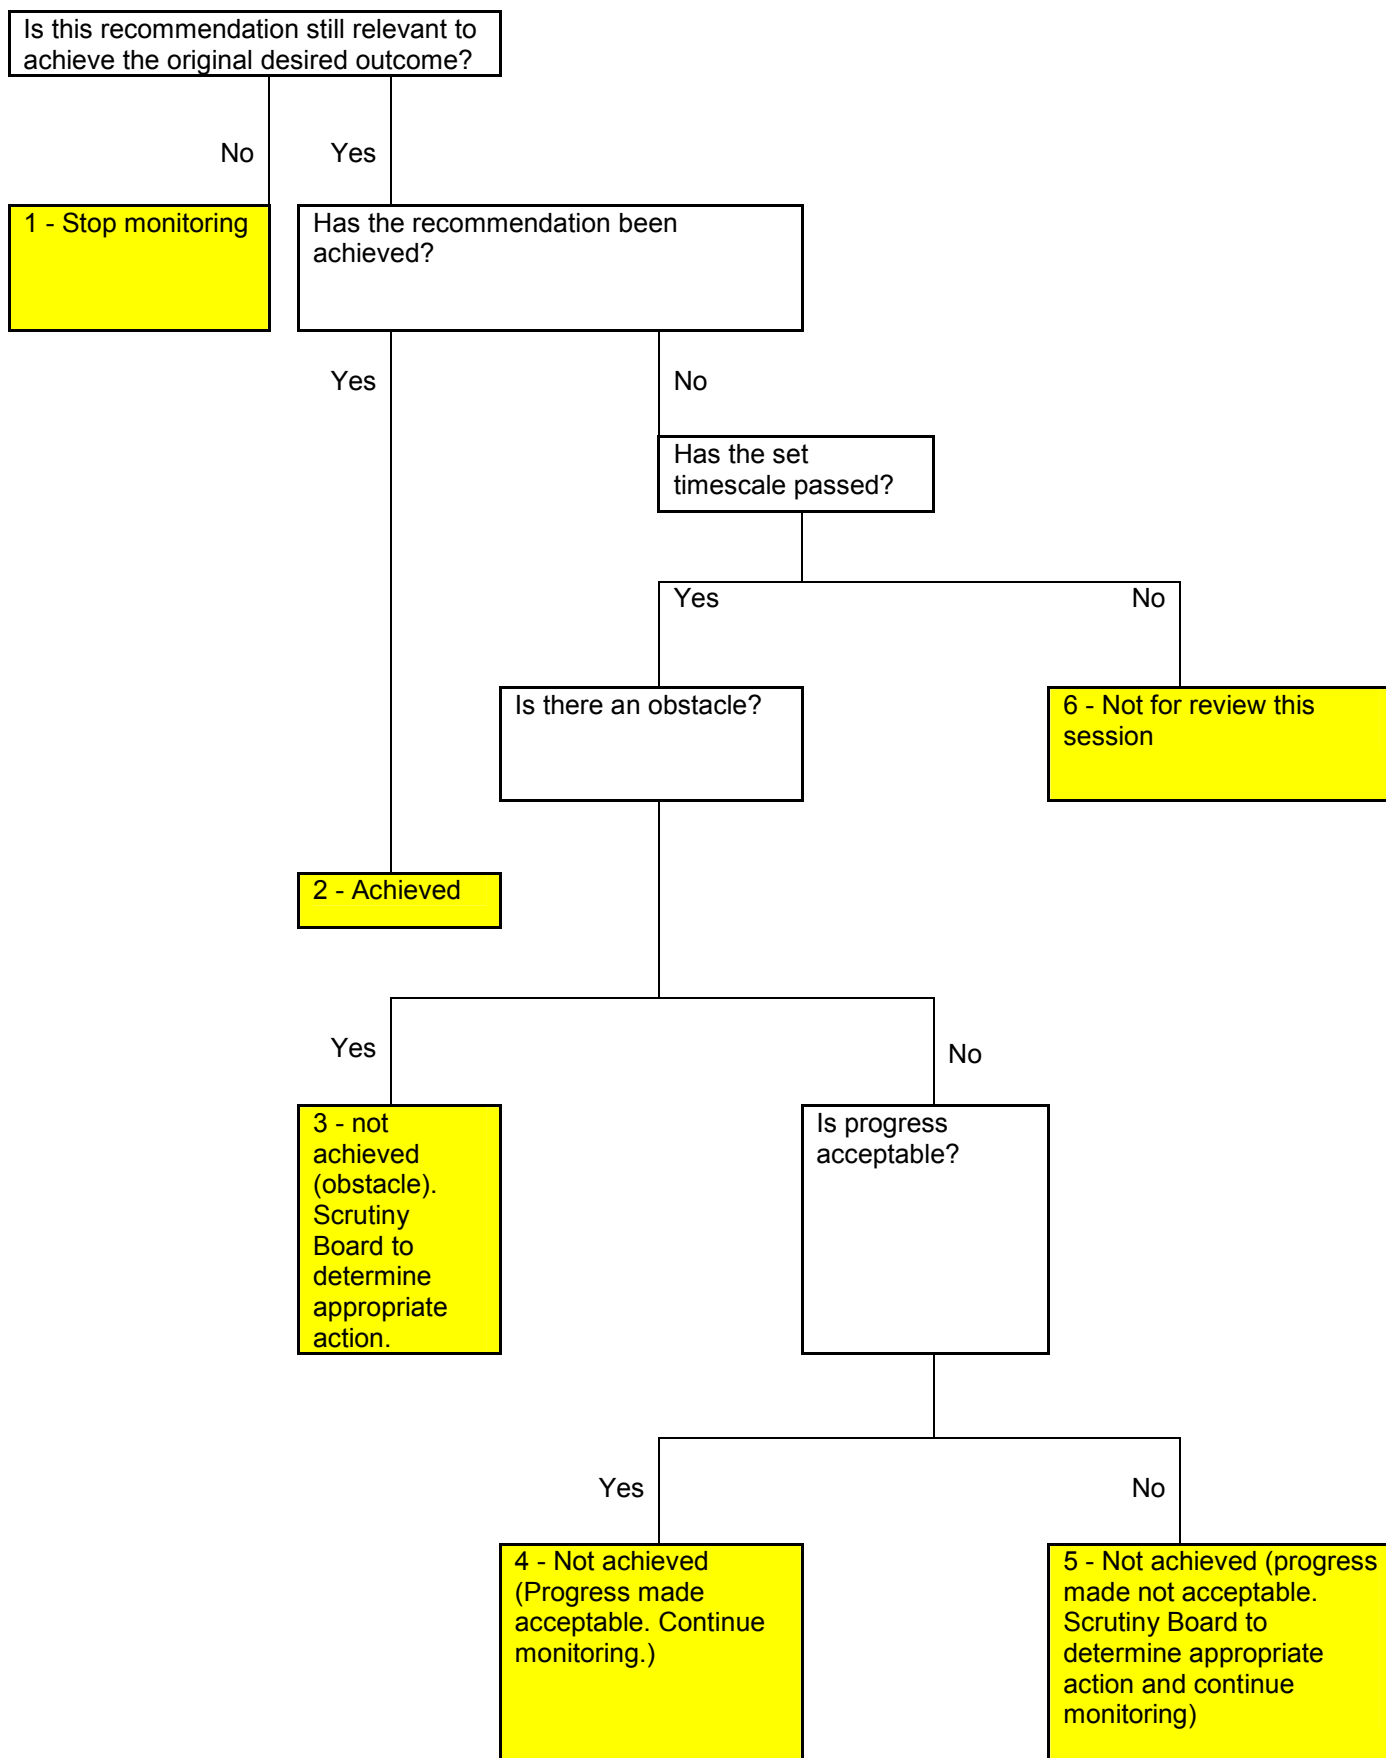 Is this recommendation still relevant to
achieve the original desired outcome?
No
Yes
1 - Stop monitoring
Has the recommendation been
achieved?
Yes
No
Has the set
timescale passed?
Yes
No
Is there an obstacle?
6 - Not for review this
session
2 - Achieved
Yes
No
3 - not
achieved
(obstacle).
Scrutiny
Board to
determine
appropriate
action.
Is progress
acceptable?
Yes
No
4 - Not achieved
(Progress made
acceptable. Continue
monitoring.)
5 - Not achieved (progress
made not acceptable.
Scrutiny Board to
determine appropriate
action and continue
monitoring)